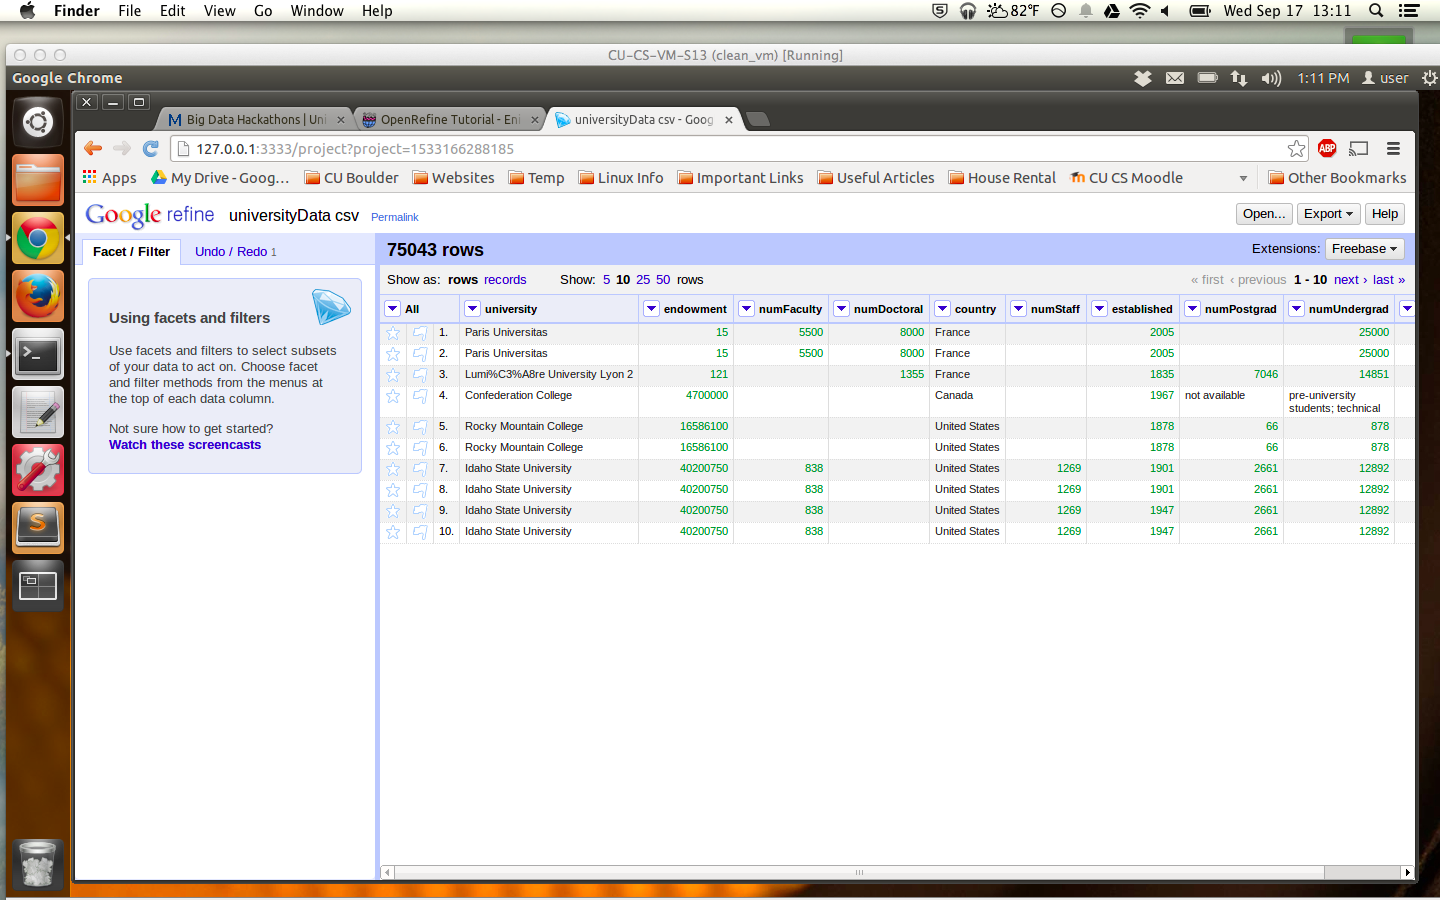 Finder File Edit View Go Window Help 82°F Wed Sep 17 13:11
CU-CS-VM-S13 (clean_vm) [Running]
Google Chrome 1:11 PM user
Big Data Hackathons | Uni OpenRefine Tutorial - Eni universityData csv - Goog
127.0.0.1:3333/project?project=1533166288185 ABP
Apps My Drive - Goog... CU Boulder Websites Temp Linux Info Important Links Useful Articles House Rental CU CS Moodle Other Bookmarks
Google refine universityData csv Permalink Open... Export Help
Facet / Filter Undo / Redo 1 75043 rows Extensions: Freebase
Show as: rows records Show: 5 10 25 50 rows « first ‹ previous 1 - 10 next › last »
Using facets and filters
Use facets and filters to select subsets
of your data to act on. Choose facet
and filter methods from the menus at
the top of each data column.
Not sure how to get started?
Watch these screencasts
All university endowment numFaculty numDoctoral country numStaff established numPostgrad numUndergrad
1. Paris Universitas 15 5500 8000 France 2005 25000
2. Paris Universitas 15 5500 8000 France 2005 25000
3. Lumi%C3%A8re University Lyon 2 121 1355 France 1835 7046 14851
4. Confederation College 4700000 Canada 1967 not available pre-university
students; technical
5. Rocky Mountain College 16586100 United States 1878 66 878
6. Rocky Mountain College 16586100 United States 1878 66 878
7. Idaho State University 40200750 838 United States 1269 1901 2661 12892
8. Idaho State University 40200750 838 United States 1269 1901 2661 12892
9. Idaho State University 40200750 838 United States 1269 1947 2661 12892
10. Idaho State University 40200750 838 United States 1269 1947 2661 12892